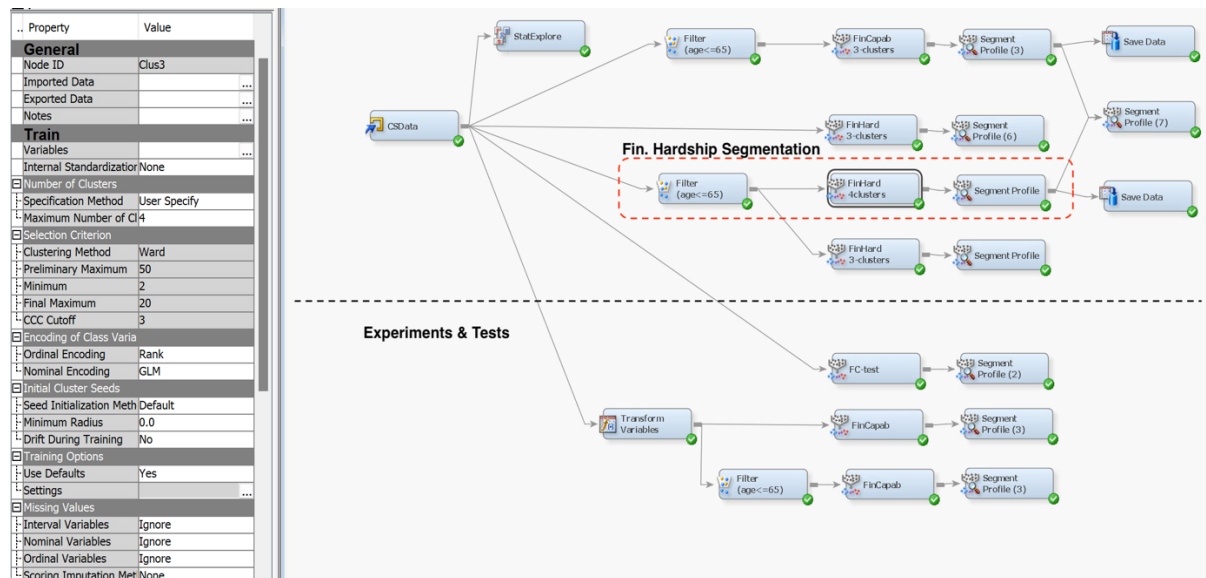 .. Property Value
General
Node ID Clus3
Imported Data ...
Exported Data ...
Notes ...
Train
Variables ...
Internal Standardization None
Number of Clusters
Specification Method User Specify
Maximum Number of Cl 4
Selection Criterion
Clustering Method Ward
Preliminary Maximum 50
Minimum 2
Final Maximum 20
CCC Cutoff 3
Encoding of Class Varia
Ordinal Encoding Rank
Nominal Encoding GLM
Initial Cluster Seeds
Seed Initialization Meth Default
Minimum Radius 0.0
Drift During Training No
Training Options
Use Defaults Yes
Settings ...
Missing Values
Interval Variables Ignore
Nominal Variables Ignore
Ordinal Variables Ignore
Scoring Imputation Met None
StatExplore
Filter
(age<=65)
FinCapab
3-clusters
Segment
Profile (3)
Save Data
CSData
FinHard
3-clusters
Segment
Profile (6)
Segment
Profile (7)
Fin. Hardship Segmentation
Filter
(age<=65)
FinHard
4clusters
Segment Profile
Save Data
FinHard
3-clusters
Segment Profile
Experiments & Tests
FC-test
Segment
Profile (2)
Transform
Variables
FinCapab
Segment
Profile (3)
Filter
(age<=65)
FinCapab
Segment
Profile (3)